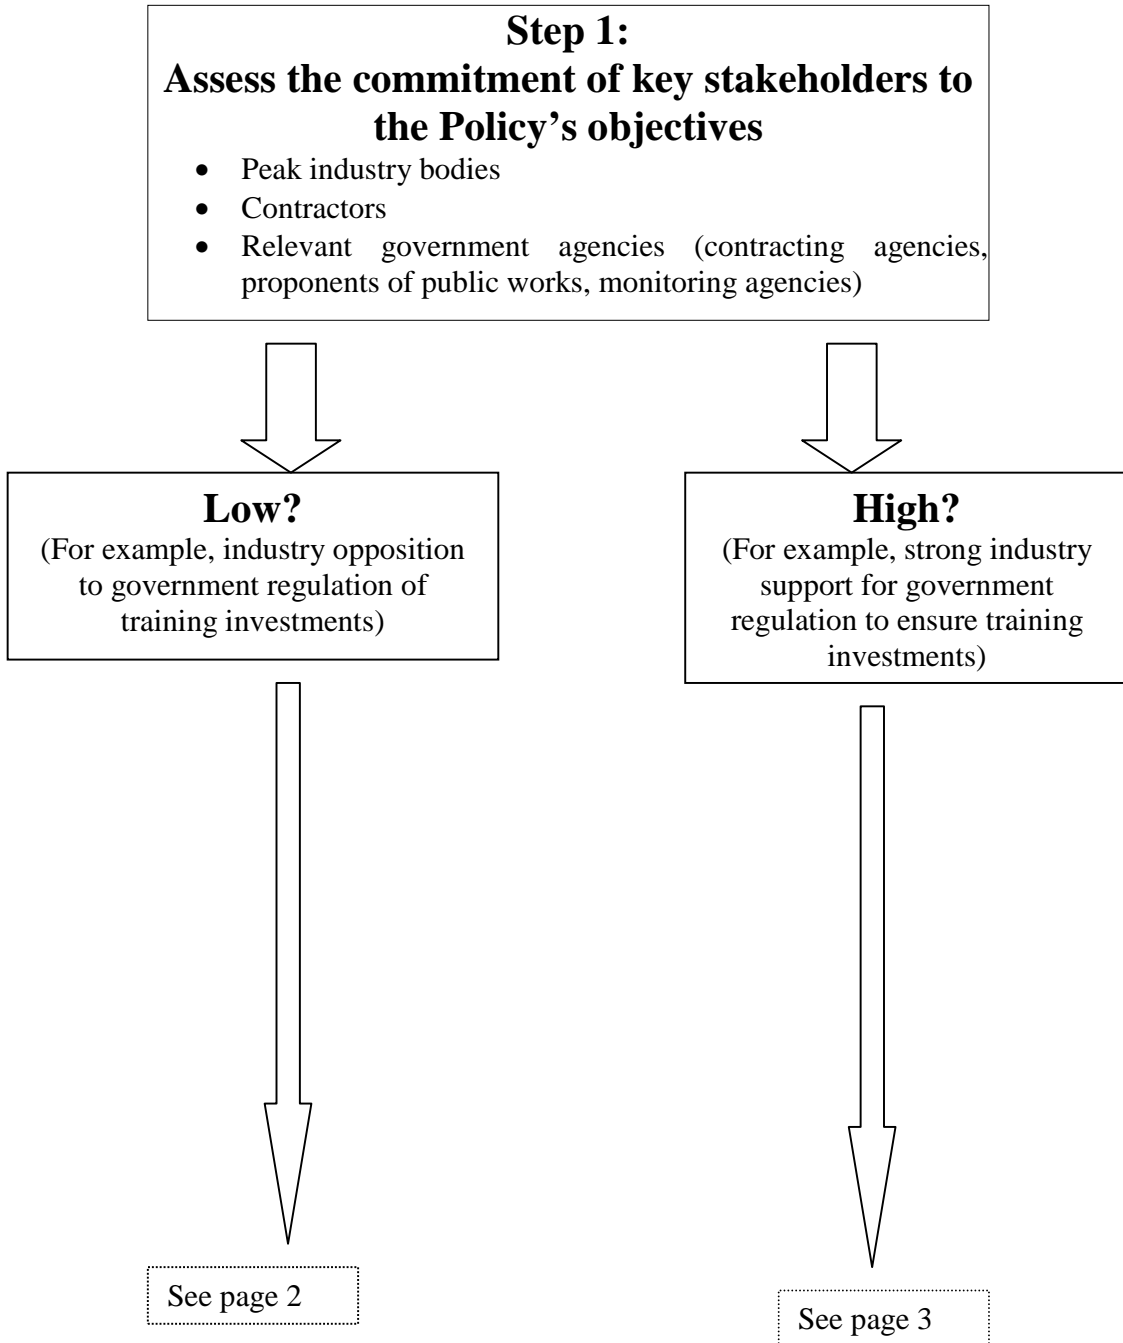 Step 1:
Assess the commitment of key stakeholders to
the Policy’s objectives
• Peak industry bodies
• Contractors
• Relevant government agencies (contracting agencies,
proponents of public works, monitoring agencies)
Low?
(For example, industry opposition
to government regulation of
training investments)
High?
(For example, strong industry
support for government
regulation to ensure training
investments)
See page 2
See page 3